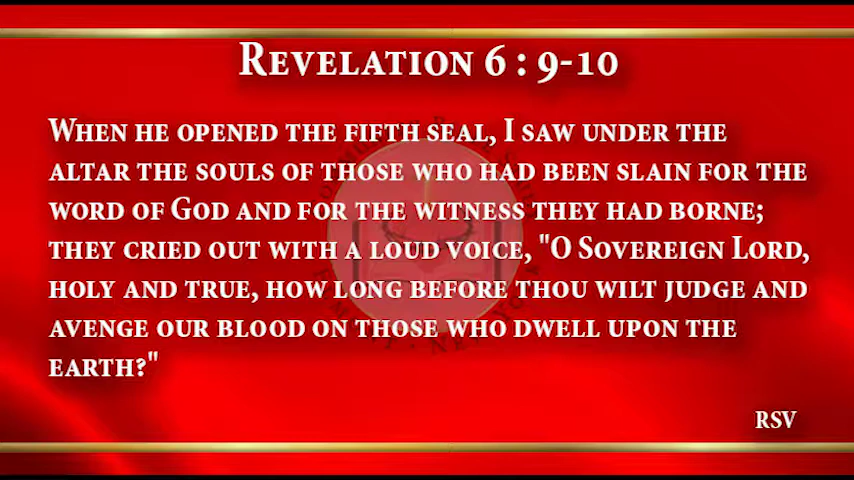 Revelation 6 : 9-10
When he opened the fifth seal, I saw under the
altar the souls of those who had been slain for the
word of God and for the witness they had borne;
they cried out with a loud voice, "O Sovereign Lord,
holy and true, how long before thou wilt judge and
avenge our blood on those who dwell upon the
earth?"
RSV